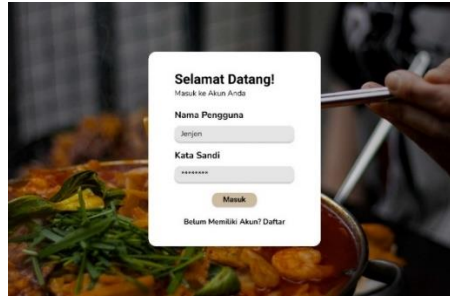 Selamat Datang!
Masuk ke Akun Anda
Nama Pengguna
Jenjen
Kata Sandi
********
Masuk
Belum Memiliki Akun? Daftar